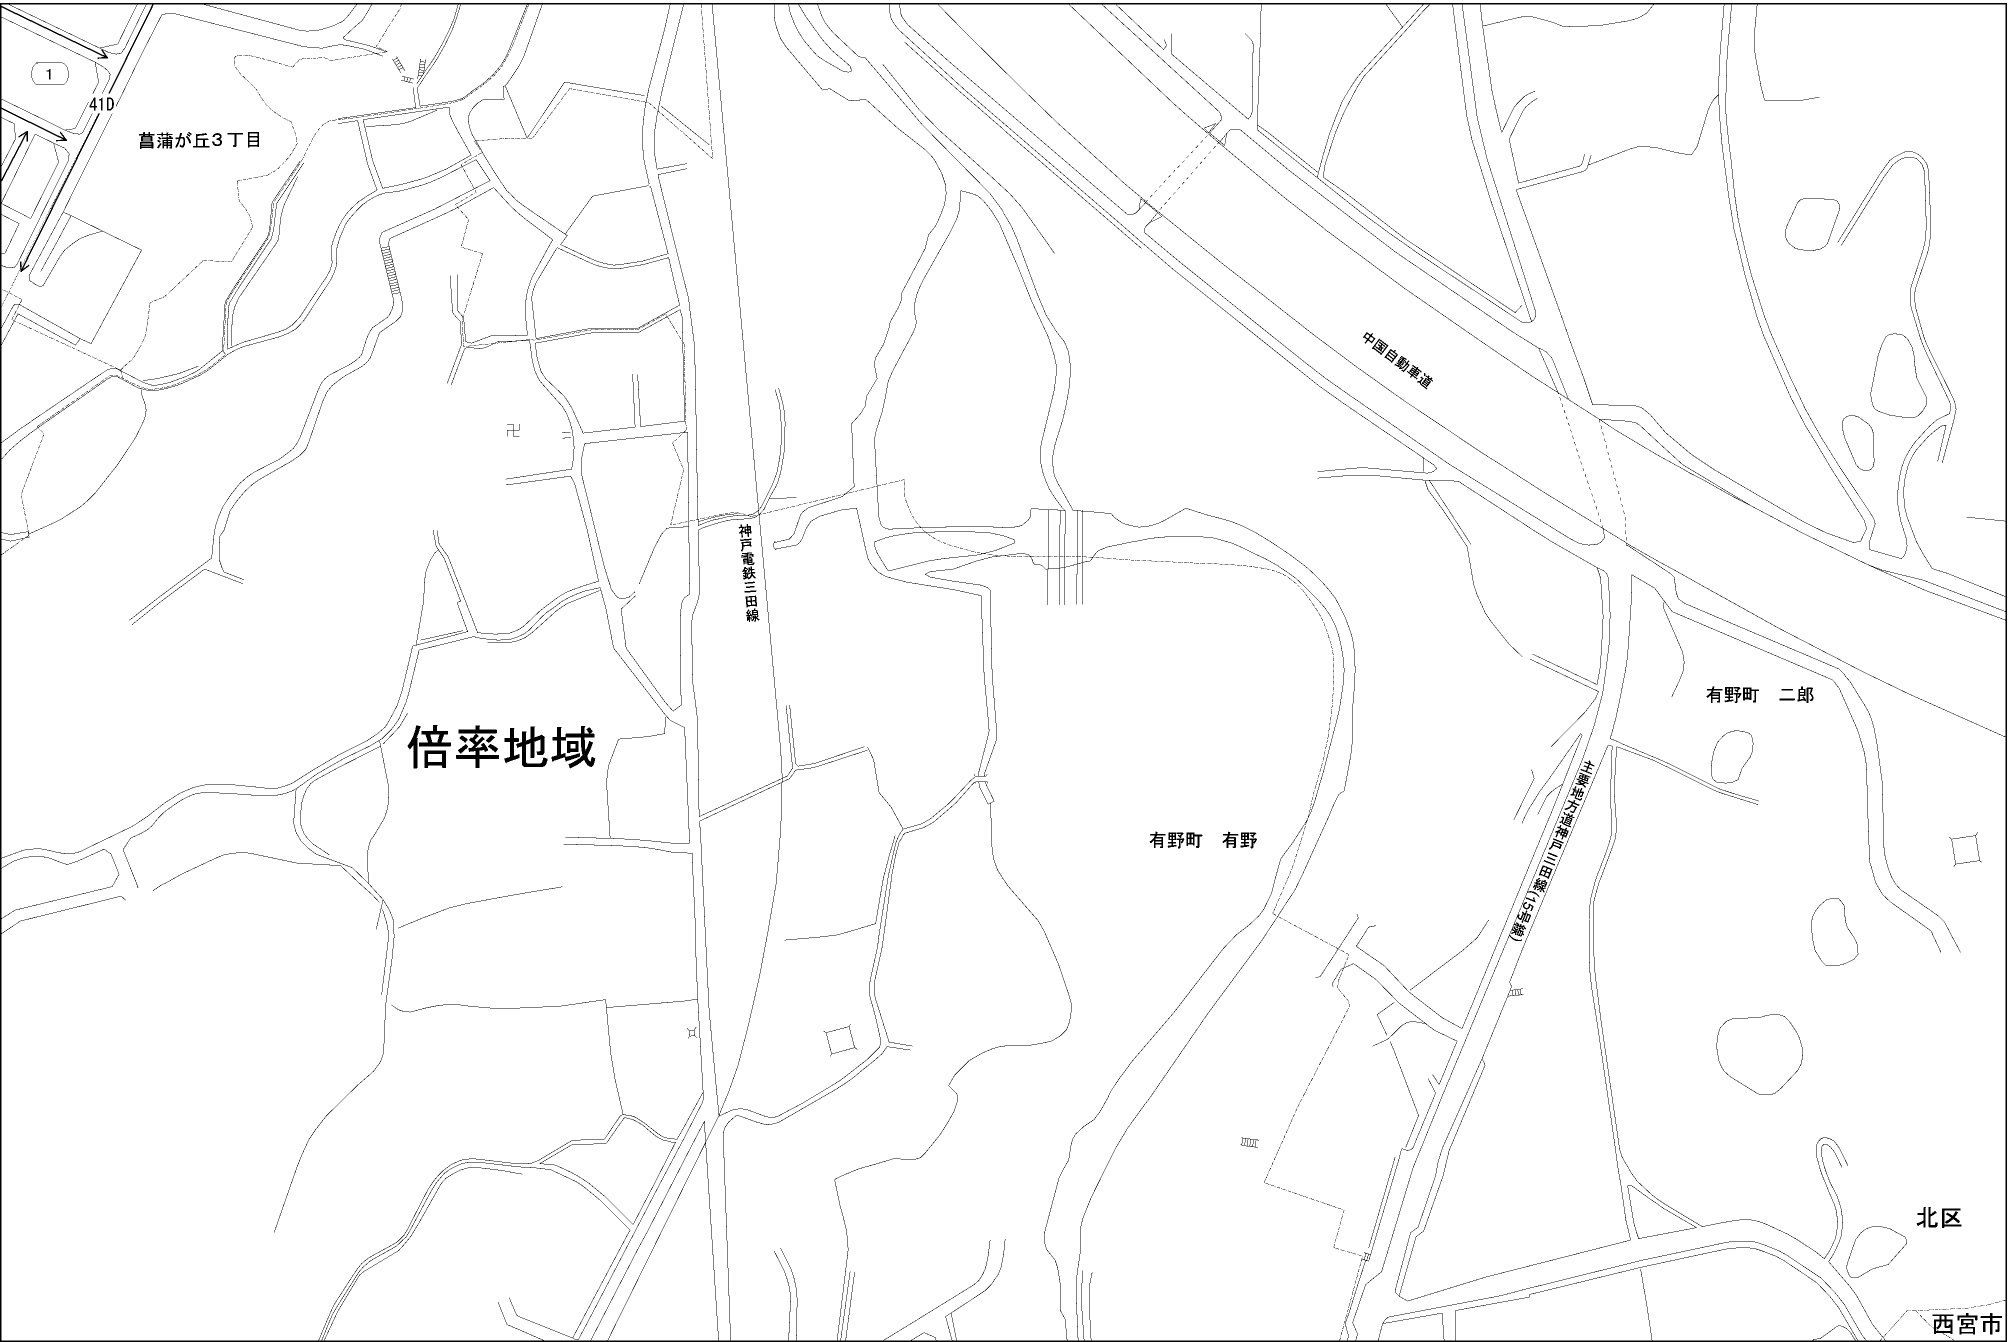 1
41D
菖蒲が丘3丁目
中国自動車道
神戸電鉄三田線
有野町　二郎
倍率地域
主要地方道神戸三田線(15号線)
有野町　有野
北区
西宮市